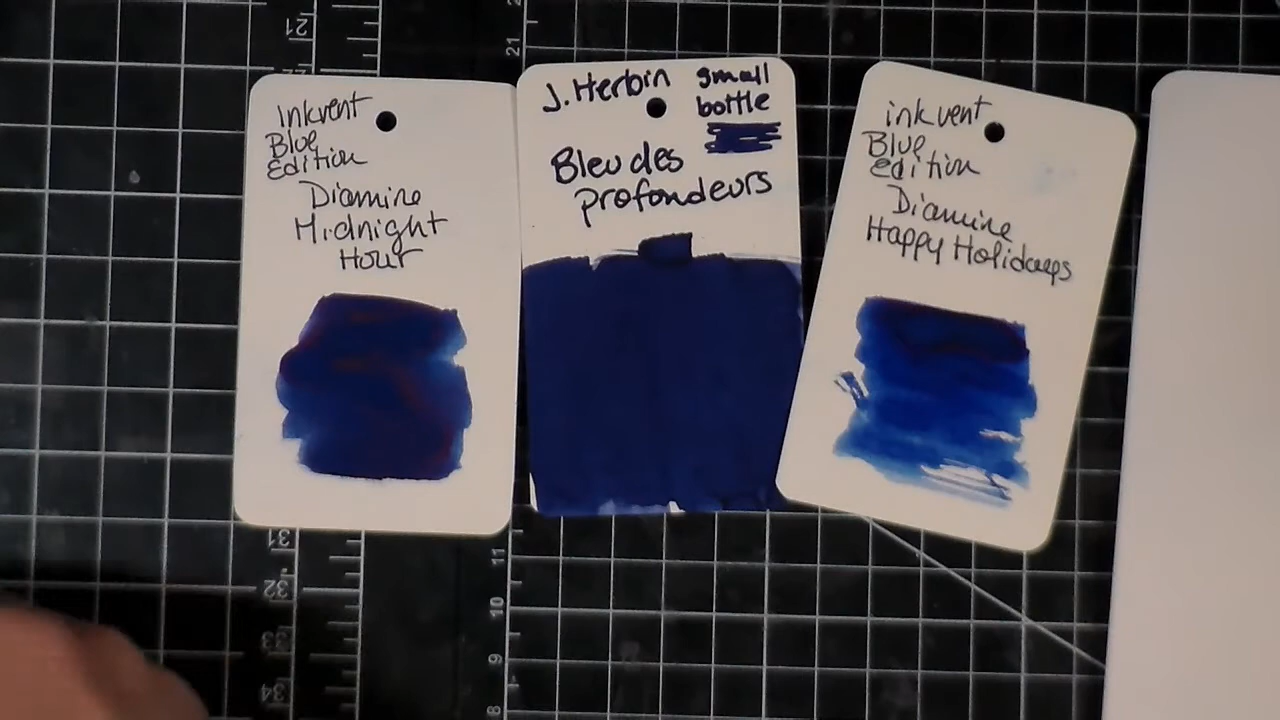 Inkvent
Blue
Edition
Diamine
Midnight
Hour
J. Herbin
small
bottle
Bleu des
profondeurs
inkvent
Blue
edition
Diamine
Happy Holidays
21
21
31
32
33
34
11
10
9
8